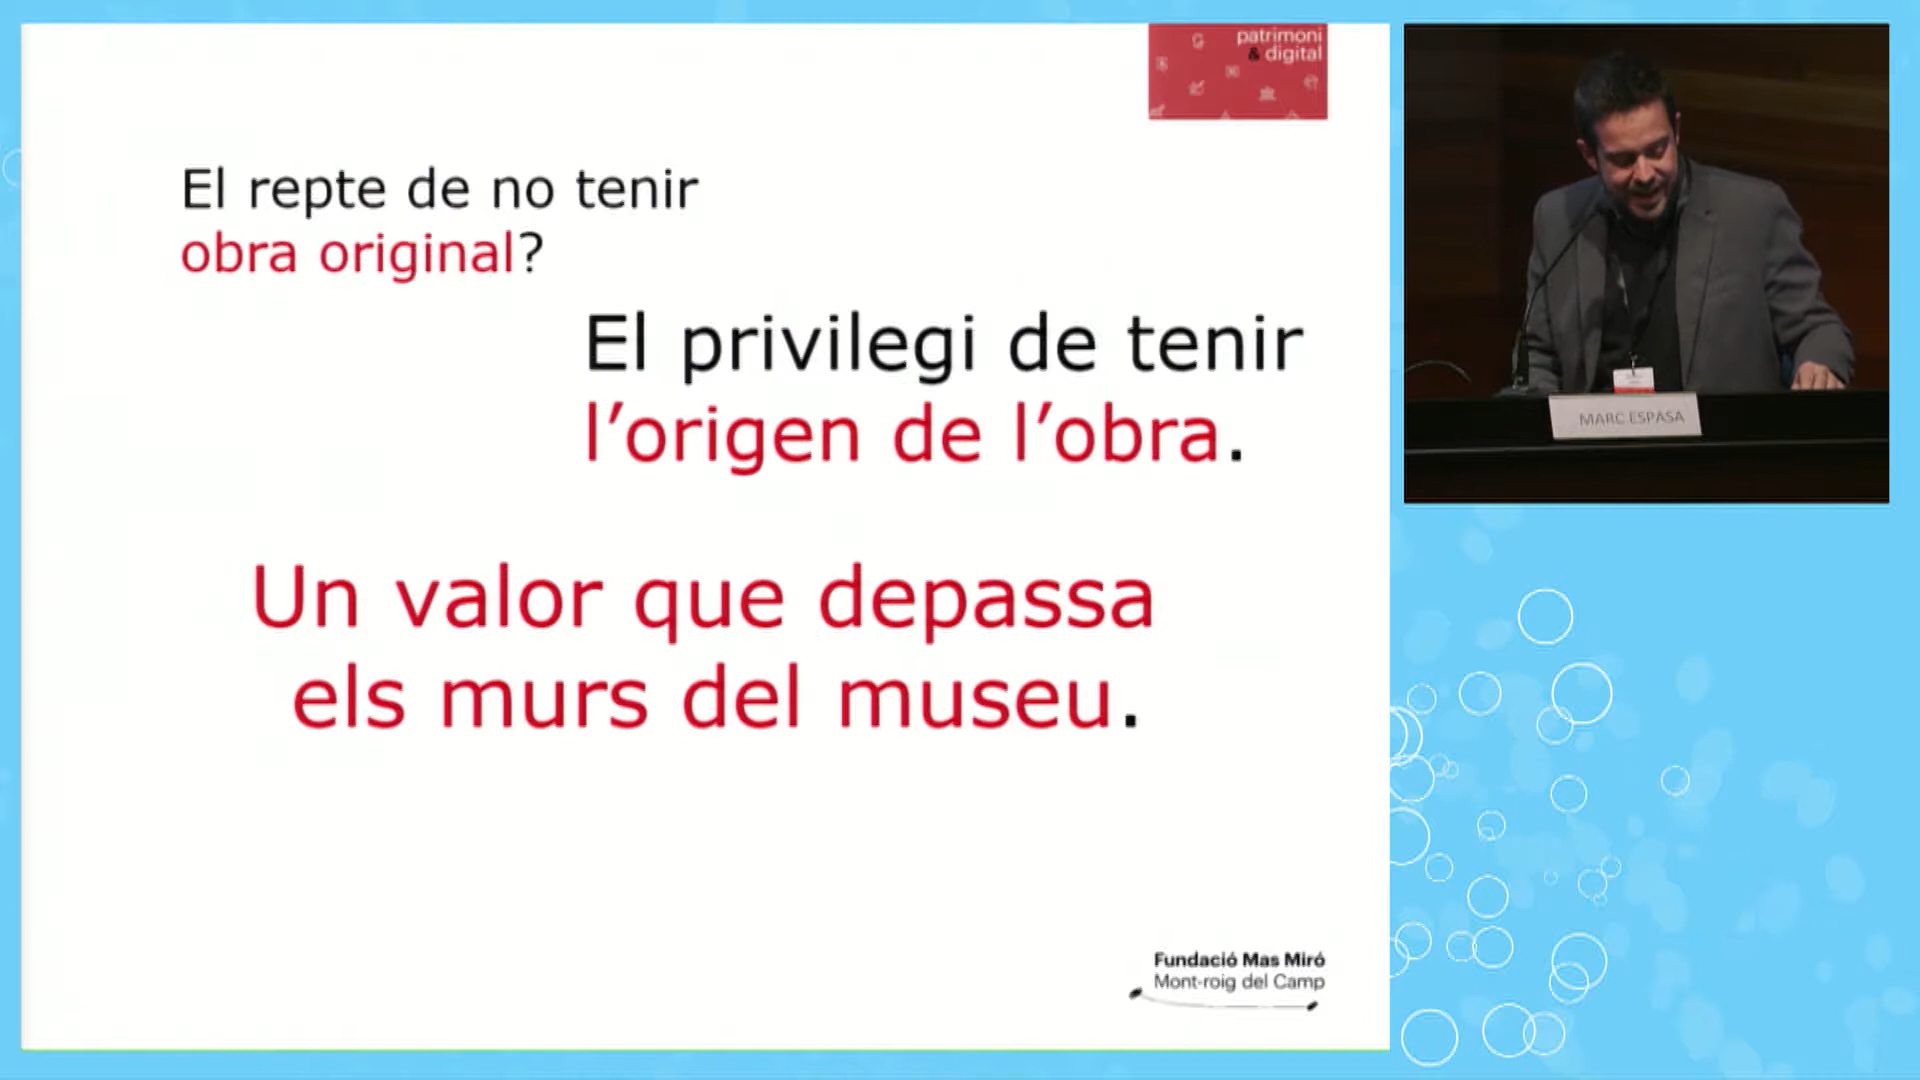 patrimoni
& digital
El repte de no tenir
obra original?
El privilegi de tenir
l’origen de l’obra.
Un valor que depassa
els murs del museu.
Fundació Mas Miró
Mont-roig del Camp
MARC ESPASA